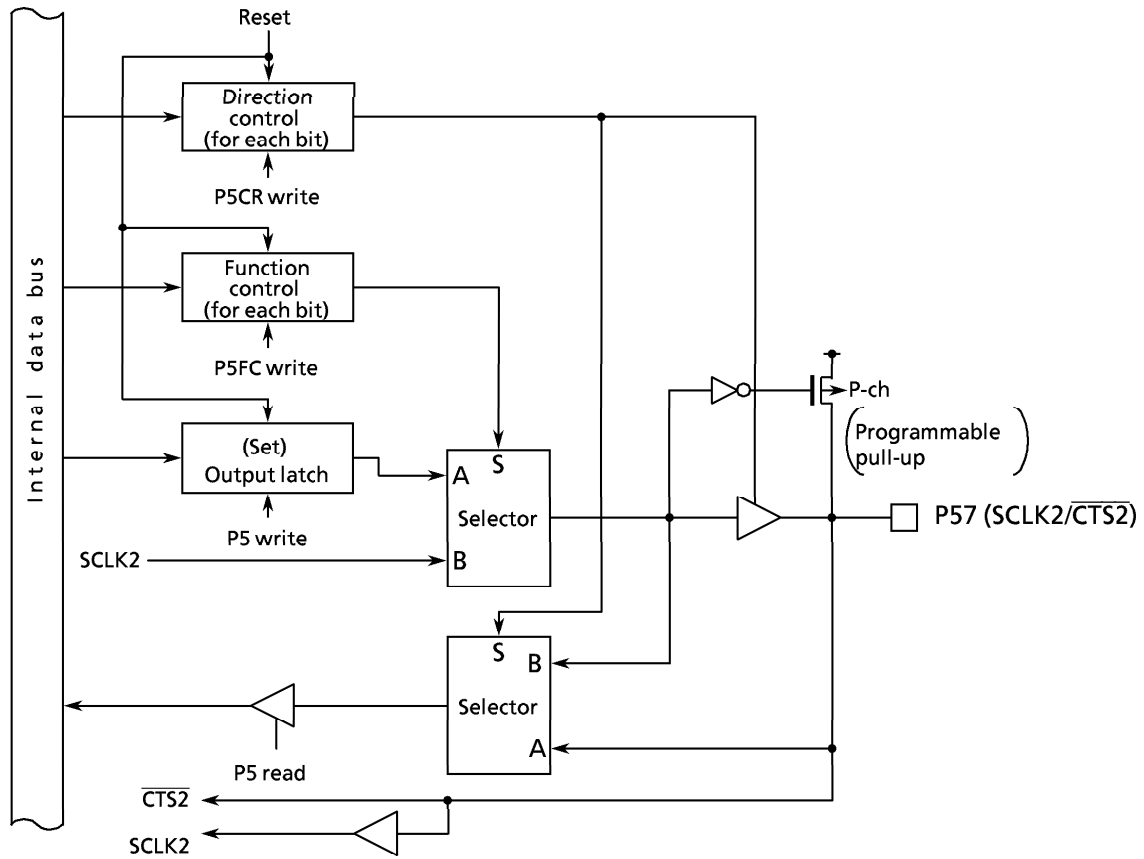 Reset
Direction
control
(for each bit)
P5CR write
Internal data bus
Function
control
(for each bit)
P5FC write
P-ch
(Programmable
pull-up)
(Set)
Output latch
P5 write
SCLK2
A
S
Selector
B
P57 (SCLK2/CTS2)
S
B
Selector
A
P5 read
CTS2
SCLK2